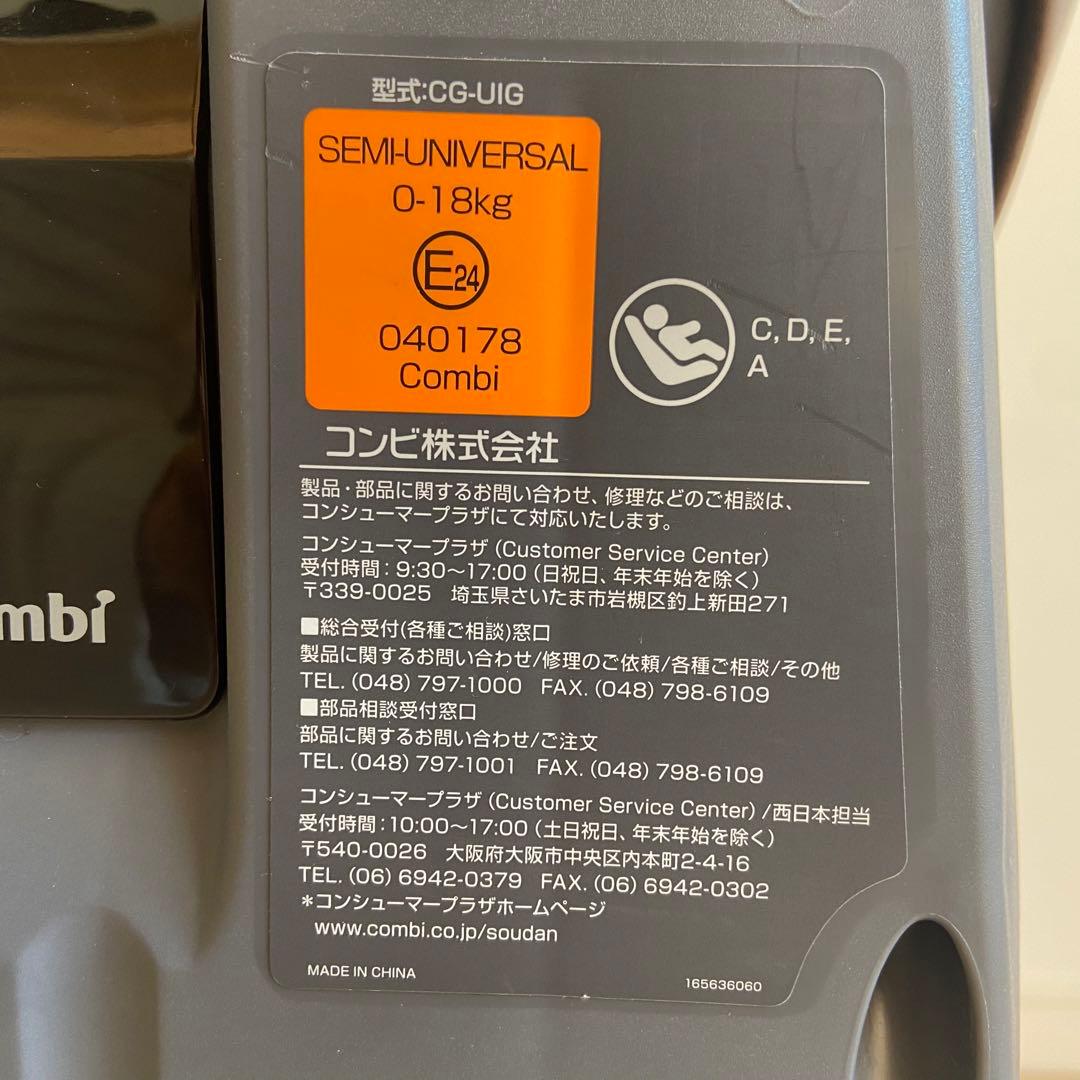 型式:CG-UIG
SEMI-UNIVERSAL
0-18kg
E24
040178
Combi
C, D, E,
A
コンビ株式会社
製品・部品に関するお問い合わせ、修理などのご相談は、
コンシューマープラザにて対応いたします。
コンシューマープラザ (Customer Service Center)
受付時間:9:30〜17:00 (日祝日、年末年始を除く)
〒339-0025 埼玉県さいたま市岩槻区釣上新田271
■総合受付(各種ご相談)窓口
製品に関するお問い合わせ/修理のご依頼/各種ご相談/その他
TEL. (048) 797-1000 FAX. (048) 798-6109
■部品相談受付窓口
部品に関するお問い合わせ/ご注文
TEL. (048) 797-1001 FAX. (048) 798-6109
コンシューマープラザ (Customer Service Center) /西日本担当
受付時間:10:00〜17:00 (土日祝日、年末年始を除く)
〒540-0026 大阪府大阪市中央区内本町2-4-16
TEL. (06) 6942-0379 FAX. (06) 6942-0302
*コンシューマープラザホームページ
www.combi.co.jp/soudan
MADE IN CHINA
165636060
mbi